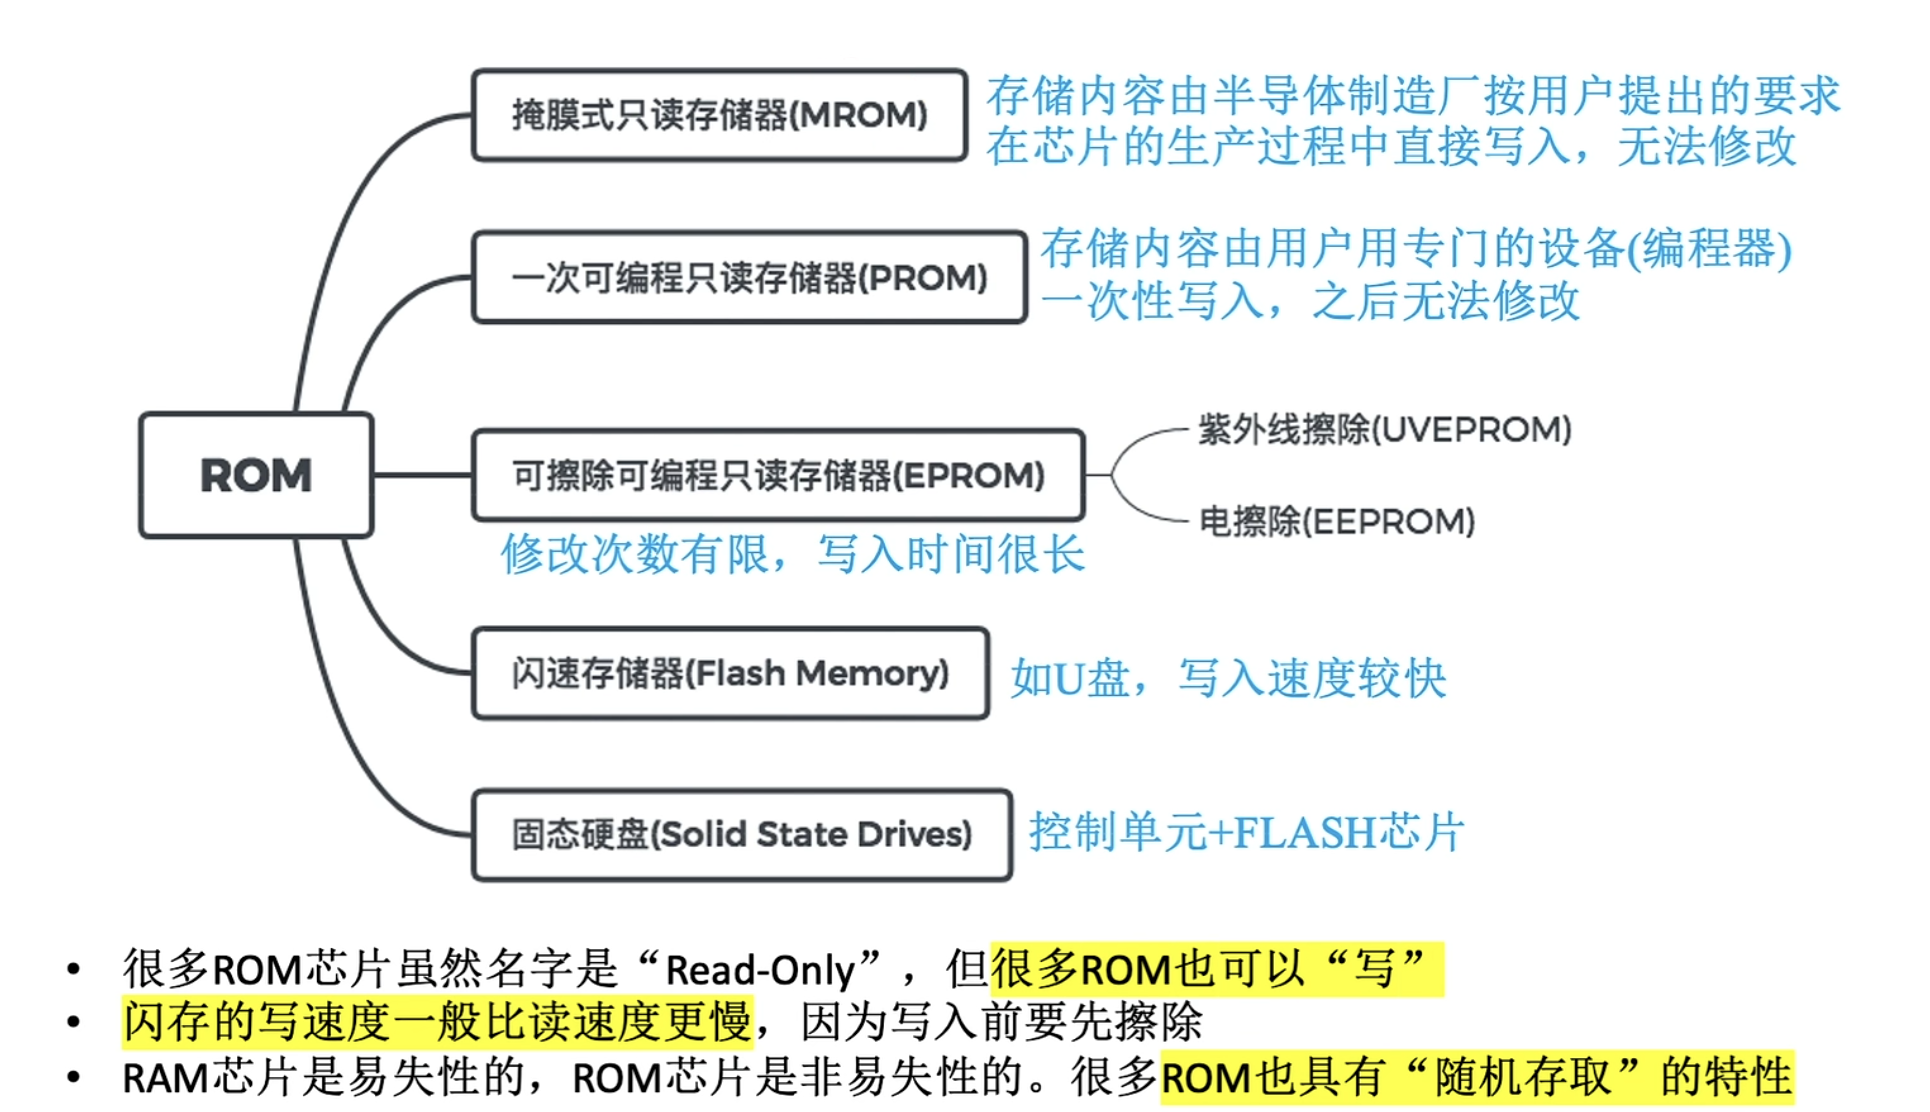 掩膜式只读存储器(MROM)
存储内容由半导体制造厂按用户提出的要求
在芯片的生产过程中直接写入，无法修改
一次可编程只读存储器(PROM)
存储内容由用户用专门的设备(编程器)
一次性写入，之后无法修改
ROM
可擦除可编程只读存储器(EPROM)
紫外线擦除(UVEPROM)
电擦除(EEPROM)
修改次数有限，写入时间很长
闪速存储器(Flash Memory)
如U盘，写入速度较快
固态硬盘(Solid State Drives)
控制单元+FLASH芯片
• 很多ROM芯片虽然名字是“Read-Only”，但很多ROM也可以“写”
• 闪存的写速度一般比读速度更慢，因为写入前要先擦除
• RAM芯片是易失性的，ROM芯片是非易失性的。很多ROM也具有“随机存取”的特性